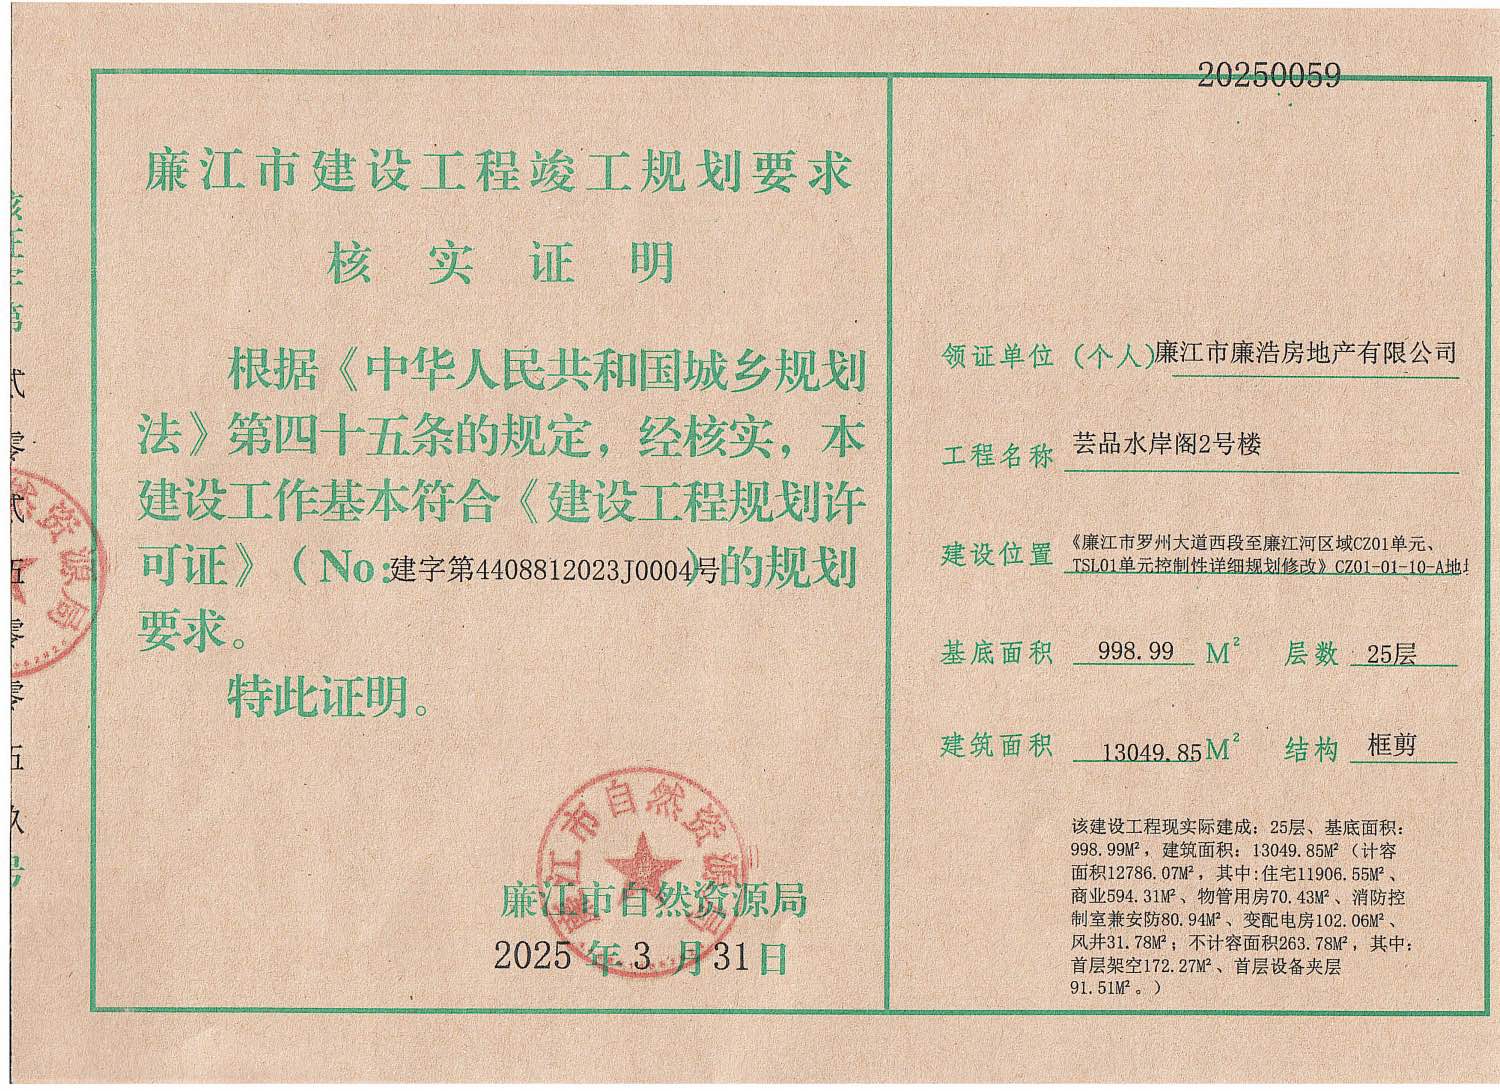 20250059
廉江市建设工程竣工规划要求
核实证明
根据《中华人民共和国城乡规划
法》第四十五条的规定，经核实，本
建设工作基本符合《建设工程规划许
可证》（No:建字第4408812023J0004号）的规划
要求。
特此证明。
廉江市自然资源局
廉江市自然资源局
2025年3月31日
领证单位（个人）廉江市廉浩房地产有限公司
工程名称 芸品水岸阁2号楼
建设位置 《廉江市罗州大道西段至廉江河区域CZ01单元、
TSL01单元控制性详细规划修改》CZ01-01-10-A地
基底面积 998.99 M² 层数 25层
建筑面积 13049.85 M² 结构 框剪
该建设工程现实际建成：25层、基底面积：
998.99M²，建筑面积：13049.85M²（计容
面积12786.07M²，其中:住宅11906.55M²、
商业594.31M²、物管用房70.43M²、消防控
制室兼安防80.94M²、变配电房102.06M²、
风井31.78M²；不计容面积263.78M²，其中:
首层架空172.27M²、首层设备夹层
91.51M²。）
然资源局